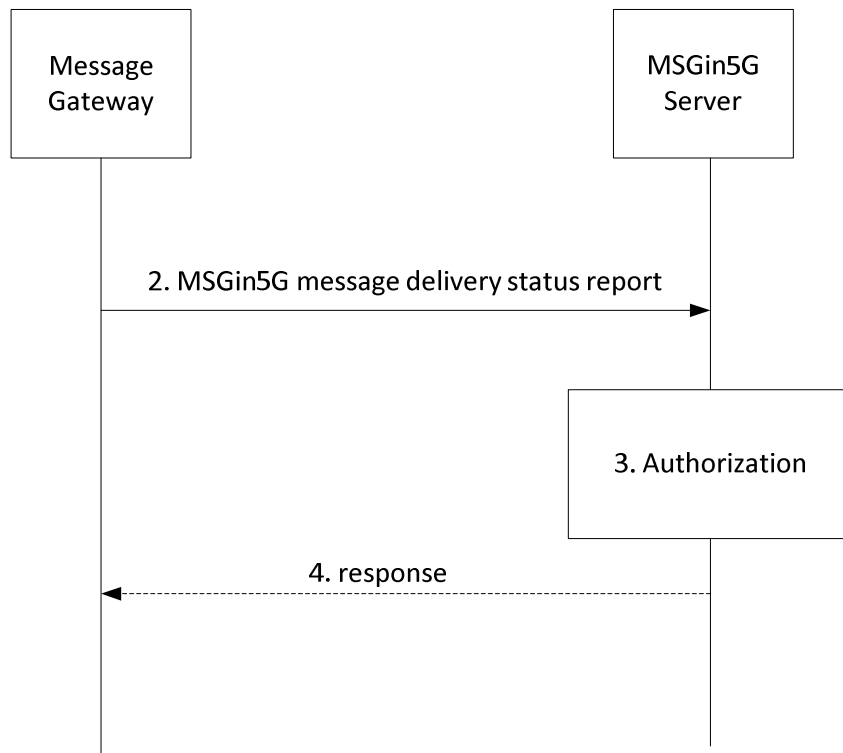 Message
Gateway
MSGin5G
Server
2. MSGin5G message delivery status report
3. Authorization
4. response